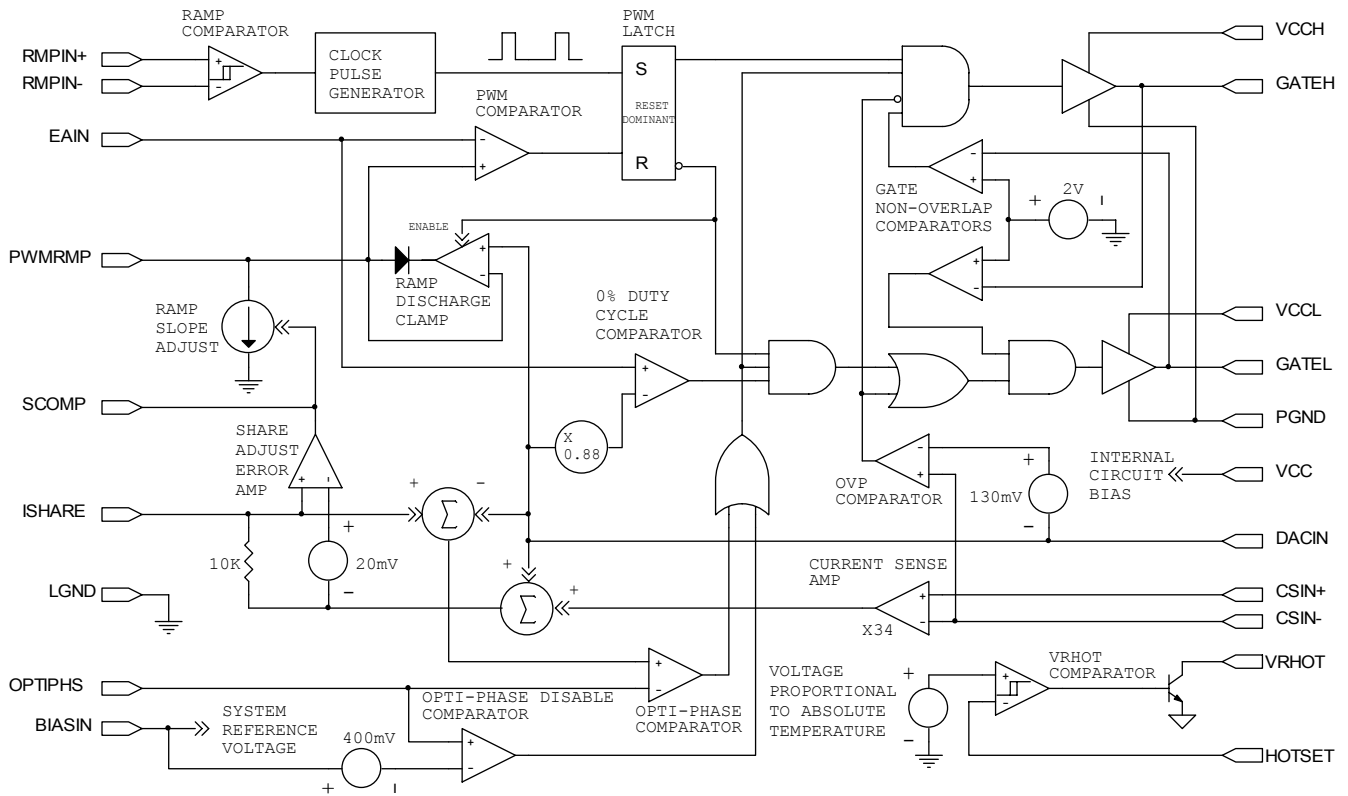 RAMP
COMPARATOR
PWM
LATCH
VCCH
RMPIN+
RMPIN-
+
-
CLOCK
PULSE
GENERATOR
S
RESET
DOMINANT
R
GATEH
PWM
COMPARATOR
EAIN
-
+
-
+
GATE
NON-OVERLAP
COMPARATORS
+
2V
-
ENABLE
PWMRMP
+
-
RAMP
DISCHARGE
CLAMP
+
-
RAMP
SLOPE
ADJUST
0% DUTY
CYCLE
COMPARATOR
VCCL
+
-
GATEL
SCOMP
PGND
SHARE
ADJUST
ERROR
AMP
+
-
X
0.88
-
+
OVP
COMPARATOR
+
130mV
-
INTERNAL
CIRCUIT
BIAS
VCC
ISHARE
+
Σ
-
DACIN
10K
+
20mV
-
+
Σ
+
CURRENT SENSE
AMP
+
-
X34
CSIN+
CSIN-
LGND
OPTIPHS
OPTI-PHASE DISABLE
COMPARATOR
+
-
OPTI-PHASE
COMPARATOR
VOLTAGE
PROPORTIONAL
TO ABSOLUTE
TEMPERATURE
+
-
VRHOT
COMPARATOR
+
-
VRHOT
BIASIN
SYSTEM
REFERENCE
VOLTAGE
400mV
+
-
+
-
HOTSET